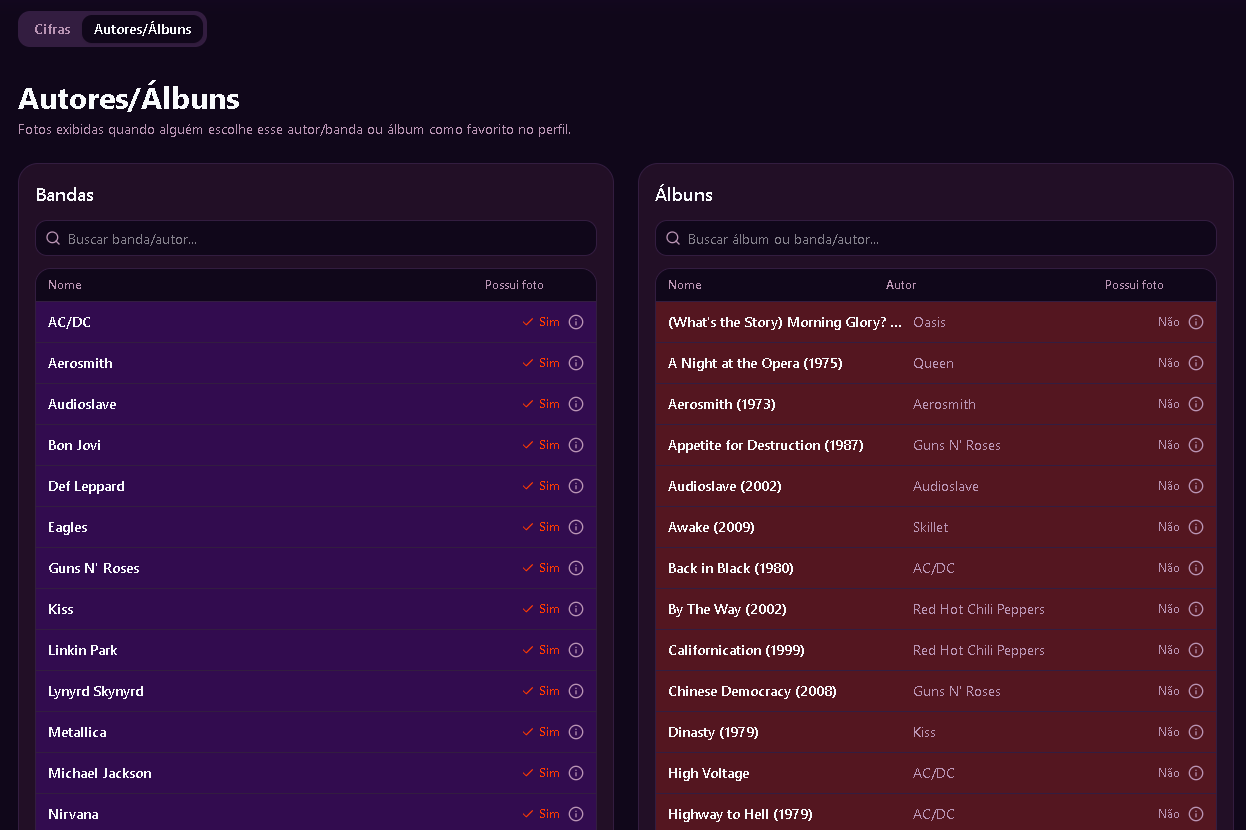 Cifras Autores/Álbuns
Autores/Álbuns
Fotos exibidas quando alguém escolhe esse autor/banda ou álbum como favorito no perfil.
Bandas
Buscar banda/autor...
Nome Possui foto
AC/DC Sim
Aerosmith Sim
Audioslave Sim
Bon Jovi Sim
Def Leppard Sim
Eagles Sim
Guns N' Roses Sim
Kiss Sim
Linkin Park Sim
Lynyrd Skynyrd Sim
Metallica Sim
Michael Jackson Sim
Nirvana Sim
Álbuns
Buscar álbum ou banda/autor...
Nome Autor Possui foto
(What's the Story) Morning Glory? ... Oasis Não
A Night at the Opera (1975) Queen Não
Aerosmith (1973) Aerosmith Não
Appetite for Destruction (1987) Guns N' Roses Não
Audioslave (2002) Audioslave Não
Awake (2009) Skillet Não
Back in Black (1980) AC/DC Não
By The Way (2002) Red Hot Chili Peppers Não
Californication (1999) Red Hot Chili Peppers Não
Chinese Democracy (2008) Guns N' Roses Não
Dinasty (1979) Kiss Não
High Voltage AC/DC Não
Highway to Hell (1979) AC/DC Não